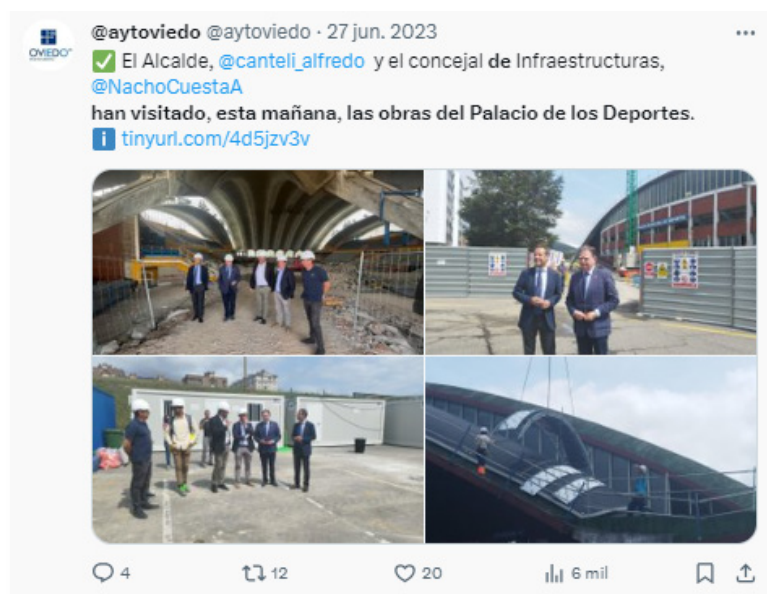 @aytoviedo @aytoviedo · 27 jun. 2023
OVIEDO
✅ El Alcalde, @canteli_alfredo y el concejal de Infraestructuras,
@NachoCuestaA
han visitado, esta mañana, las obras del Palacio de los Deportes.
ℹ️ tinyurl.com/4d5jzv3v
4 12 20 6 mil